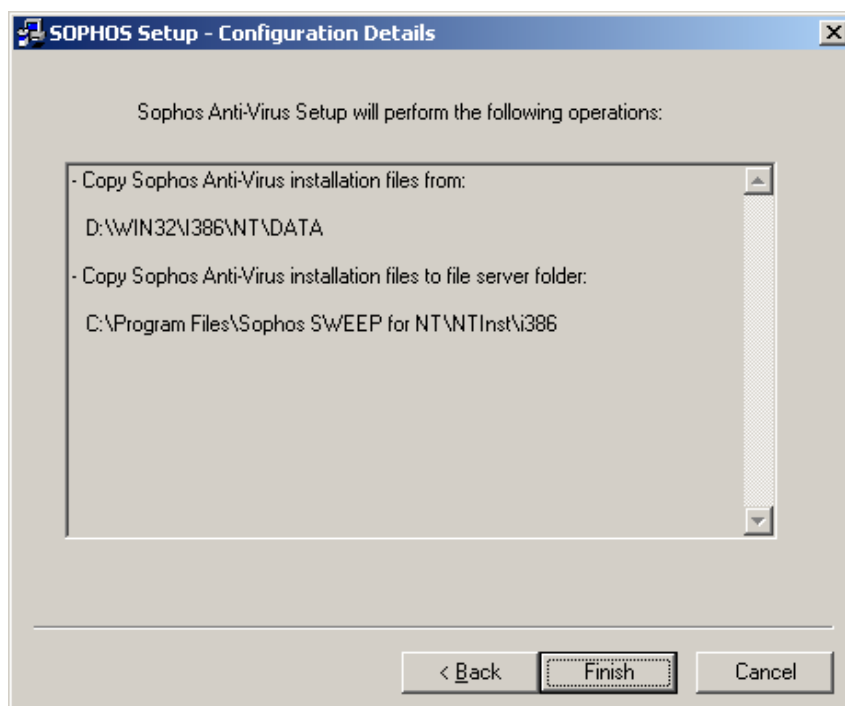 SOPHOS Setup - Configuration Details
Sophos Anti-Virus Setup will perform the following operations:
- Copy Sophos Anti-Virus installation files from:
D:\WIN32\I386\NT\DATA
- Copy Sophos Anti-Virus installation files to file server folder:
C:\Program Files\Sophos SWEEP for NT\NTInst\i386
< Back
Finish
Cancel